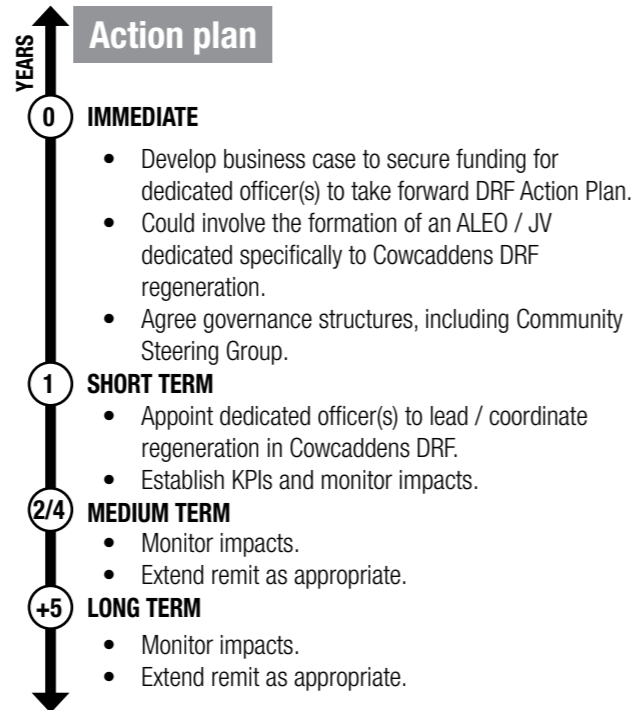 YEARS
Action plan
0
IMMEDIATE
• Develop business case to secure funding for
dedicated officer(s) to take forward DRF Action Plan.
• Could involve the formation of an ALEO / JV
dedicated specifically to Cowcaddens DRF
regeneration.
• Agree governance structures, including Community
Steering Group.
1
SHORT TERM
• Appoint dedicated officer(s) to lead / coordinate
regeneration in Cowcaddens DRF.
• Establish KPIs and monitor impacts.
2/4
MEDIUM TERM
• Monitor impacts.
• Extend remit as appropriate.
+5
LONG TERM
• Monitor impacts.
• Extend remit as appropriate.